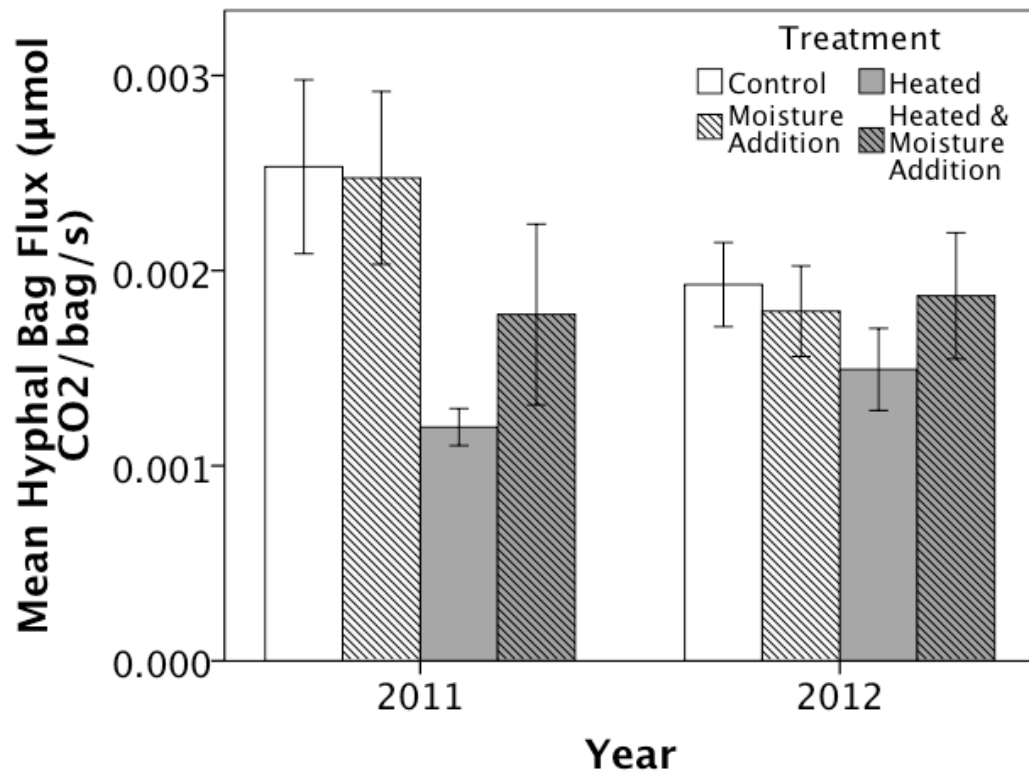 Mean Hyphal Bag Flux (μmol
CO2/bag/s)
0.003
0.002
0.001
0.000
Treatment
Control
Heated
Moisture
Addition
Heated &
Moisture
Addition
2011
2012
Year